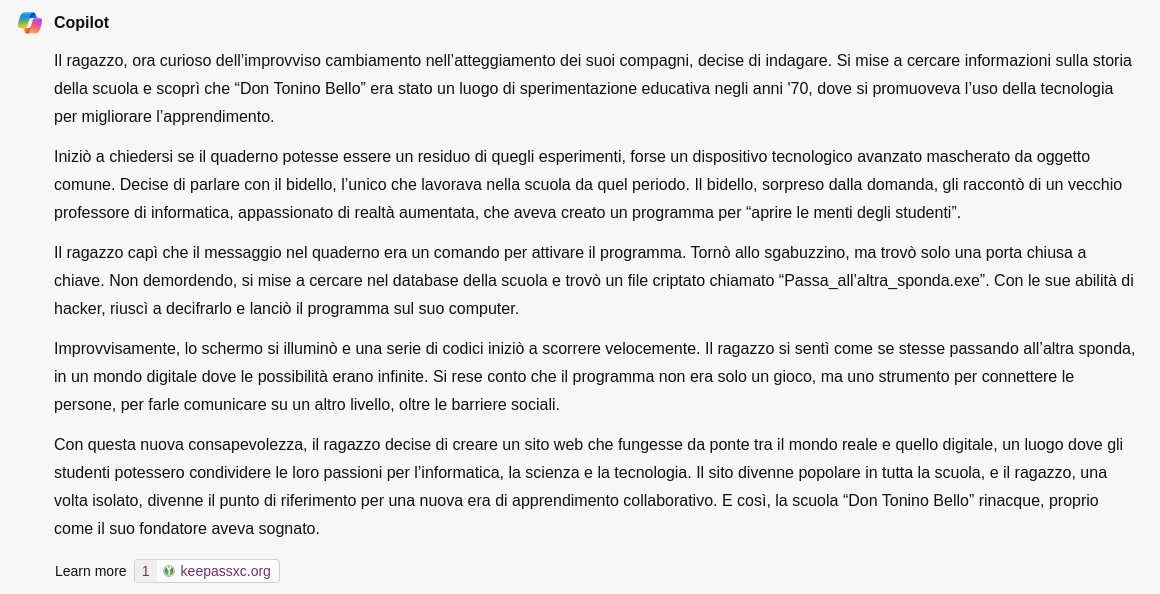 Copilot
Il ragazzo, ora curioso dell’improvviso cambiamento nell’atteggiamento dei suoi compagni, decise di indagare. Si mise a cercare informazioni sulla storia
della scuola e scoprì che “Don Tonino Bello” era stato un luogo di sperimentazione educativa negli anni '70, dove si promuoveva l’uso della tecnologia
per migliorare l’apprendimento.
Iniziò a chiedersi se il quaderno potesse essere un residuo di quegli esperimenti, forse un dispositivo tecnologico avanzato mascherato da oggetto
comune. Decise di parlare con il bidello, l’unico che lavorava nella scuola da quel periodo. Il bidello, sorpreso dalla domanda, gli raccontò di un vecchio
professore di informatica, appassionato di realtà aumentata, che aveva creato un programma per “aprire le menti degli studenti”.
Il ragazzo capì che il messaggio nel quaderno era un comando per attivare il programma. Tornò allo sgabuzzino, ma trovò solo una porta chiusa a
chiave. Non demordendo, si mise a cercare nel database della scuola e trovò un file criptato chiamato “Passa_all’altra_sponda.exe”. Con le sue abilità di
hacker, riuscì a decifrarlo e lanciò il programma sul suo computer.
Improvvisamente, lo schermo si illuminò e una serie di codici iniziò a scorrere velocemente. Il ragazzo si sentì come se stesse passando all’altra sponda,
in un mondo digitale dove le possibilità erano infinite. Si rese conto che il programma non era solo un gioco, ma uno strumento per connettere le
persone, per farle comunicare su un altro livello, oltre le barriere sociali.
Con questa nuova consapevolezza, il ragazzo decise di creare un sito web che fungesse da ponte tra il mondo reale e quello digitale, un luogo dove gli
studenti potessero condividere le loro passioni per l’informatica, la scienza e la tecnologia. Il sito divenne popolare in tutta la scuola, e il ragazzo, una
volta isolato, divenne il punto di riferimento per una nuova era di apprendimento collaborativo. E così, la scuola “Don Tonino Bello” rinacque, proprio
come il suo fondatore aveva sognato.
Learn more 1 keepassxc.org